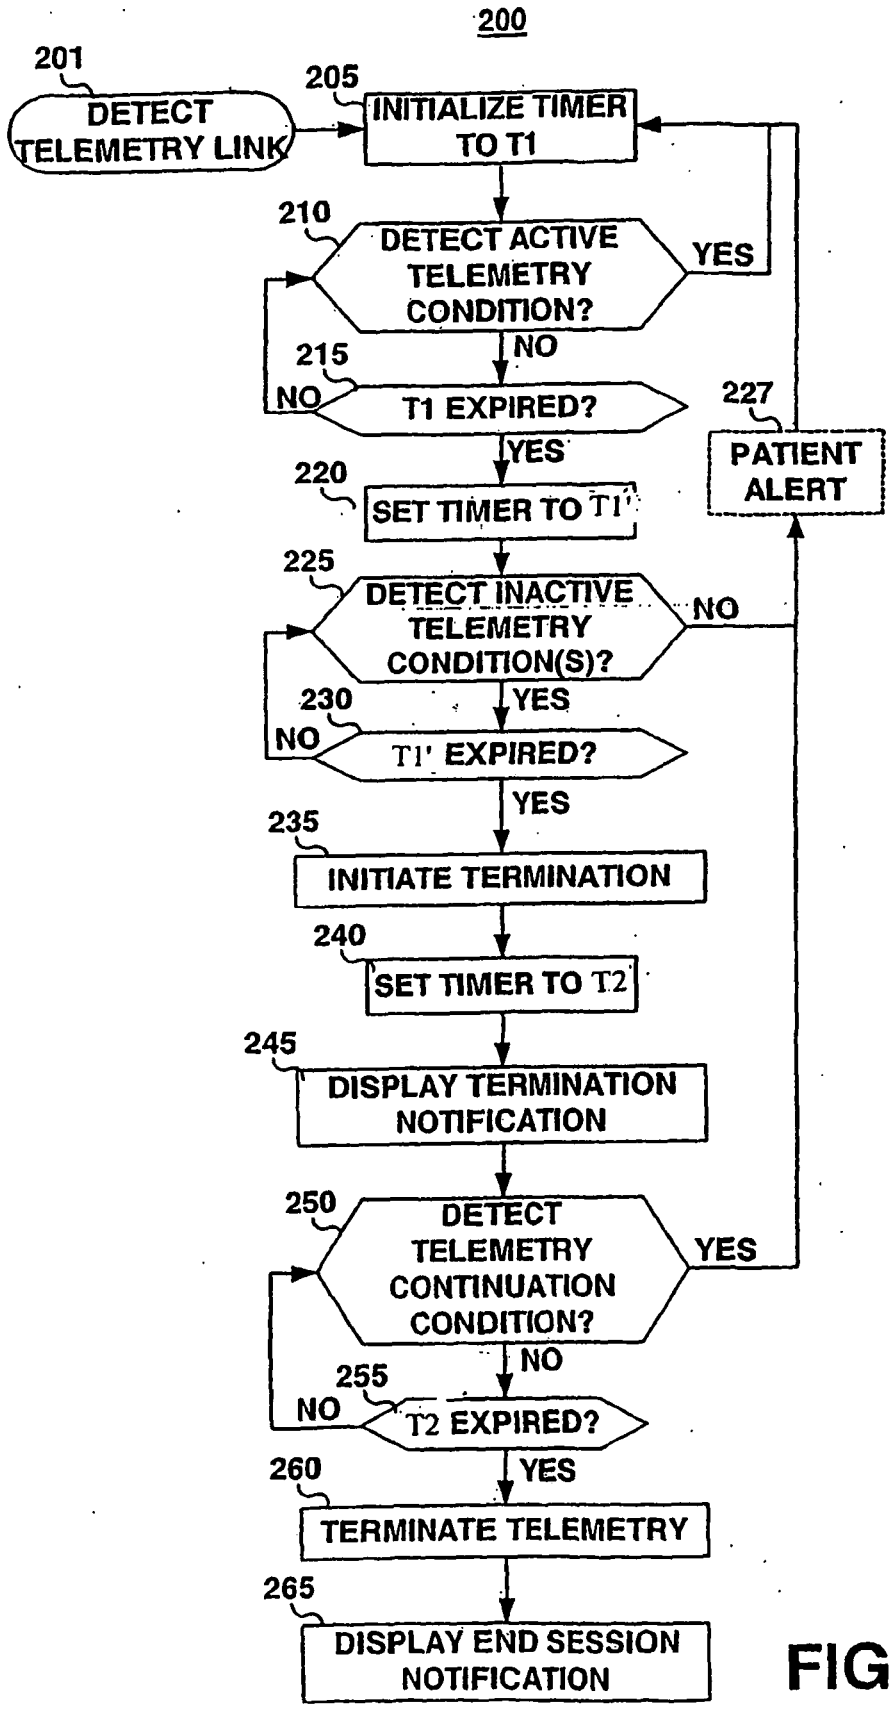 200
201
DETECT
TELEMETRY LINK
205
INITIALIZE TIMER
TO T1
210
DETECT ACTIVE
TELEMETRY
CONDITION?
YES
NO
215
T1 EXPIRED?
NO
YES
227
PATIENT
ALERT
220
SET TIMER TO T1'
225
DETECT INACTIVE
TELEMETRY
CONDITION(S)?
NO
YES
230
T1' EXPIRED?
NO
YES
235
INITIATE TERMINATION
240
SET TIMER TO T2
245
DISPLAY TERMINATION
NOTIFICATION
250
DETECT
TELEMETRY
CONTINUATION
CONDITION?
YES
NO
255
T2 EXPIRED?
NO
YES
260
TERMINATE TELEMETRY
265
DISPLAY END SESSION
NOTIFICATION
FIG